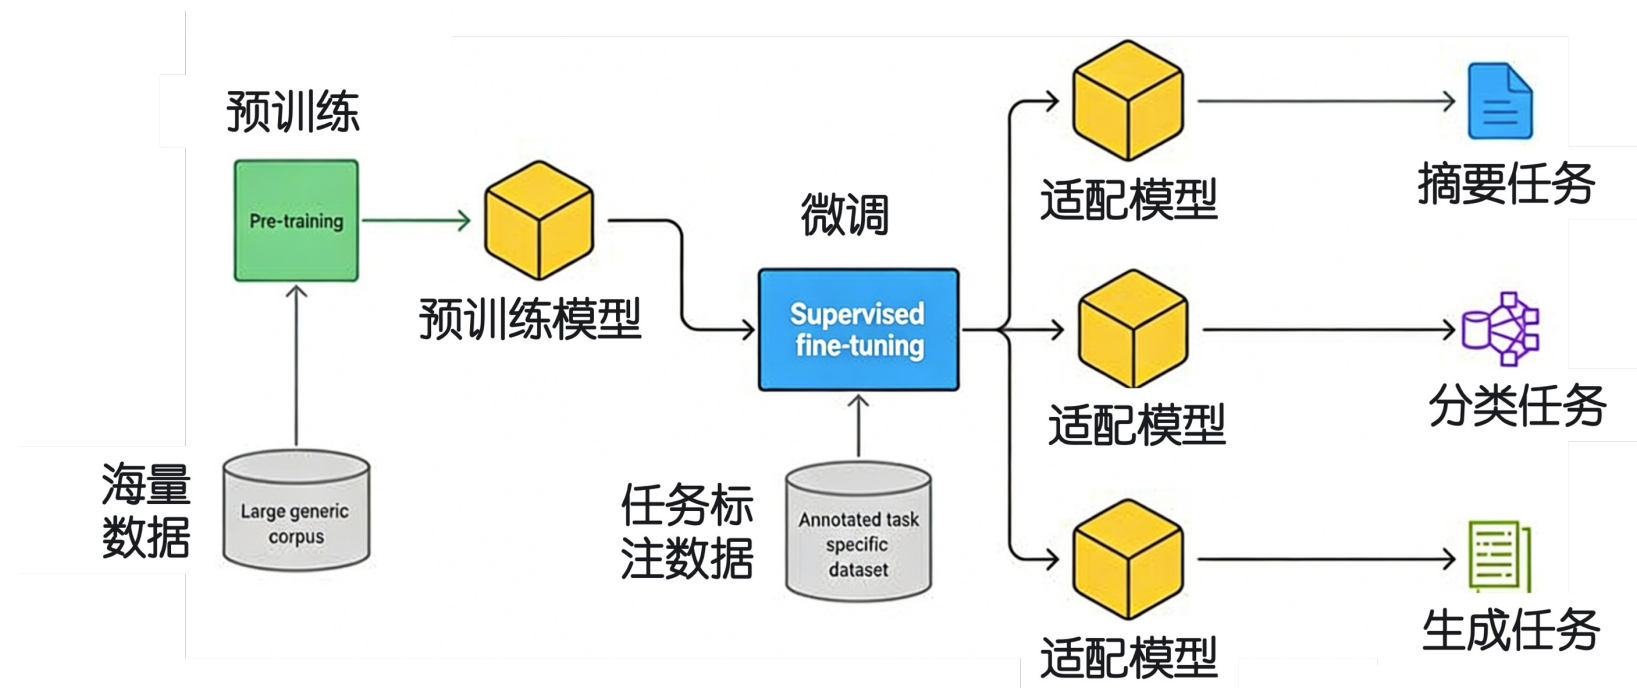 预训练
Pre-training
预训练模型
海量
数据
Large generic
corpus
微调
Supervised
fine-tuning
任务标
注数据
Annotated task
specific
dataset
适配模型
摘要任务
适配模型
分类任务
适配模型
生成任务